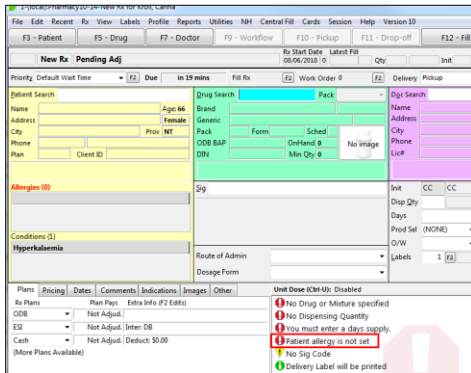 1-(local)Pharmacy10-14-New Rx for Kroll, Canna
File Edit Recent Rx View Labels Profile Reports Utilities NH Central Fill Cards Session Help Version 10
F3 - Patient F5 - Drug F7 - Doctor F9 - Workflow F10 - Pickup F11 - Drop-off F12 - Fill
New Rx Pending Adj Rx Start Date Latest Fill
08/06/2018 0 Qty Init
Priority Default Wait Time F2 Due in 19 mins Fill Rx F2 Work Order 0 F2 Delivery Pickup
Patient Search
Name Age: 66
Address Female
City Prov NT
Phone
Plan Client ID
Drug Search Pack
Brand
Generic
Pack Form Sched
ODB BAP OnHand 0
DIN Min Qty 0
No image
Doc Search
Name
Address
City
Phone
Lic#
Allergies (0)
Conditions (1)
Hyperkalaemia
Sig
Route of Admin
Dosage Form
Init CC CC
Disp Qty
Days
Prod Sel (NONE)
O/W
Labels 1 F2
Plans Pricing Dates Comments Indications Images Other
Rx Plans Plan Pays Extra Info (F2 Edits)
ODB Not Adjud.
ESI Not Adjud. Inter: DB
Cash Not Adjud. Deduct: $0.00
(More Plans Available)
Unit Dose (Ctrl-U): Disabled
No Drug or Mixture specified
No Dispensing Quantity
You must enter a days supply.
Patient allergy is not set
No Sig Code
Delivery Label will be printed